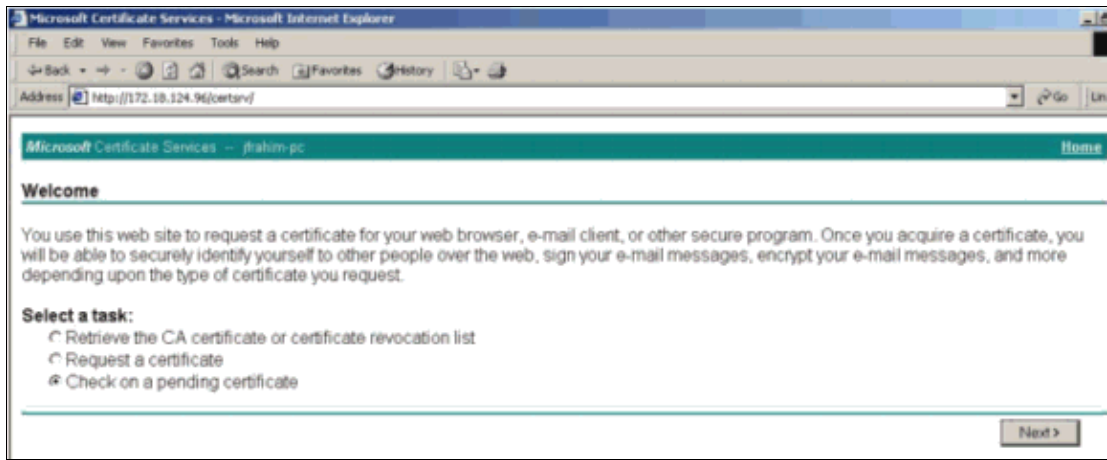 Microsoft Certificate Services - Microsoft Internet Explorer
File Edit View Favorites Tools Help
Back Search Favorites History
Address http://172.18.124.96/certsrv/ Go
Microsoft Certificate Services -- jfrahim-pc Home
Welcome
You use this web site to request a certificate for your web browser, e-mail client, or other secure program. Once you acquire a certificate, you
will be able to securely identify yourself to other people over the web, sign your e-mail messages, encrypt your e-mail messages, and more
depending upon the type of certificate you request.
Select a task:
Retrieve the CA certificate or certificate revocation list
Request a certificate
Check on a pending certificate
Next >